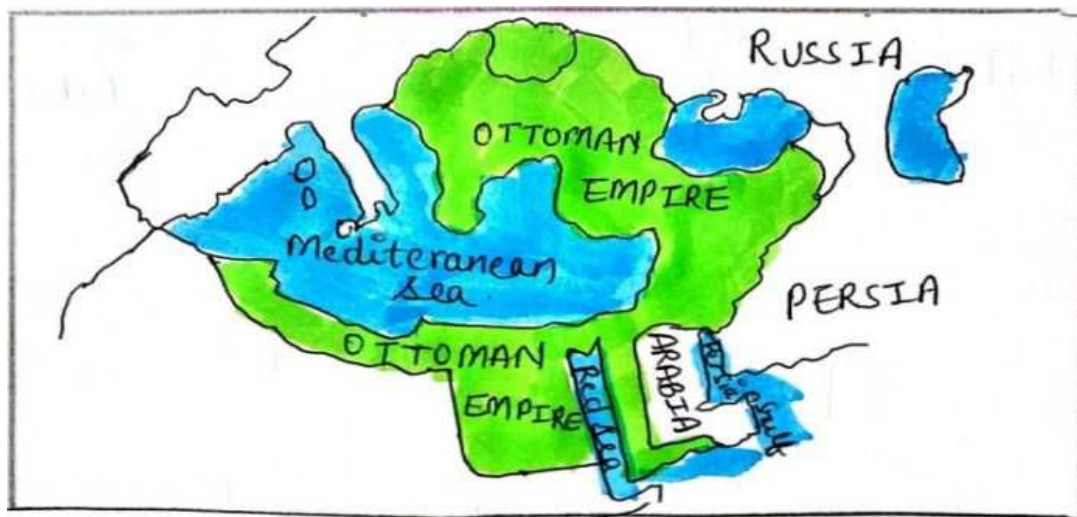 RUSSIA
OTTOMAN
EMPIRE
Mediteranean
sea.
PERSIA
OTTOMAN
EMPIRE
Red sea
ARABIA